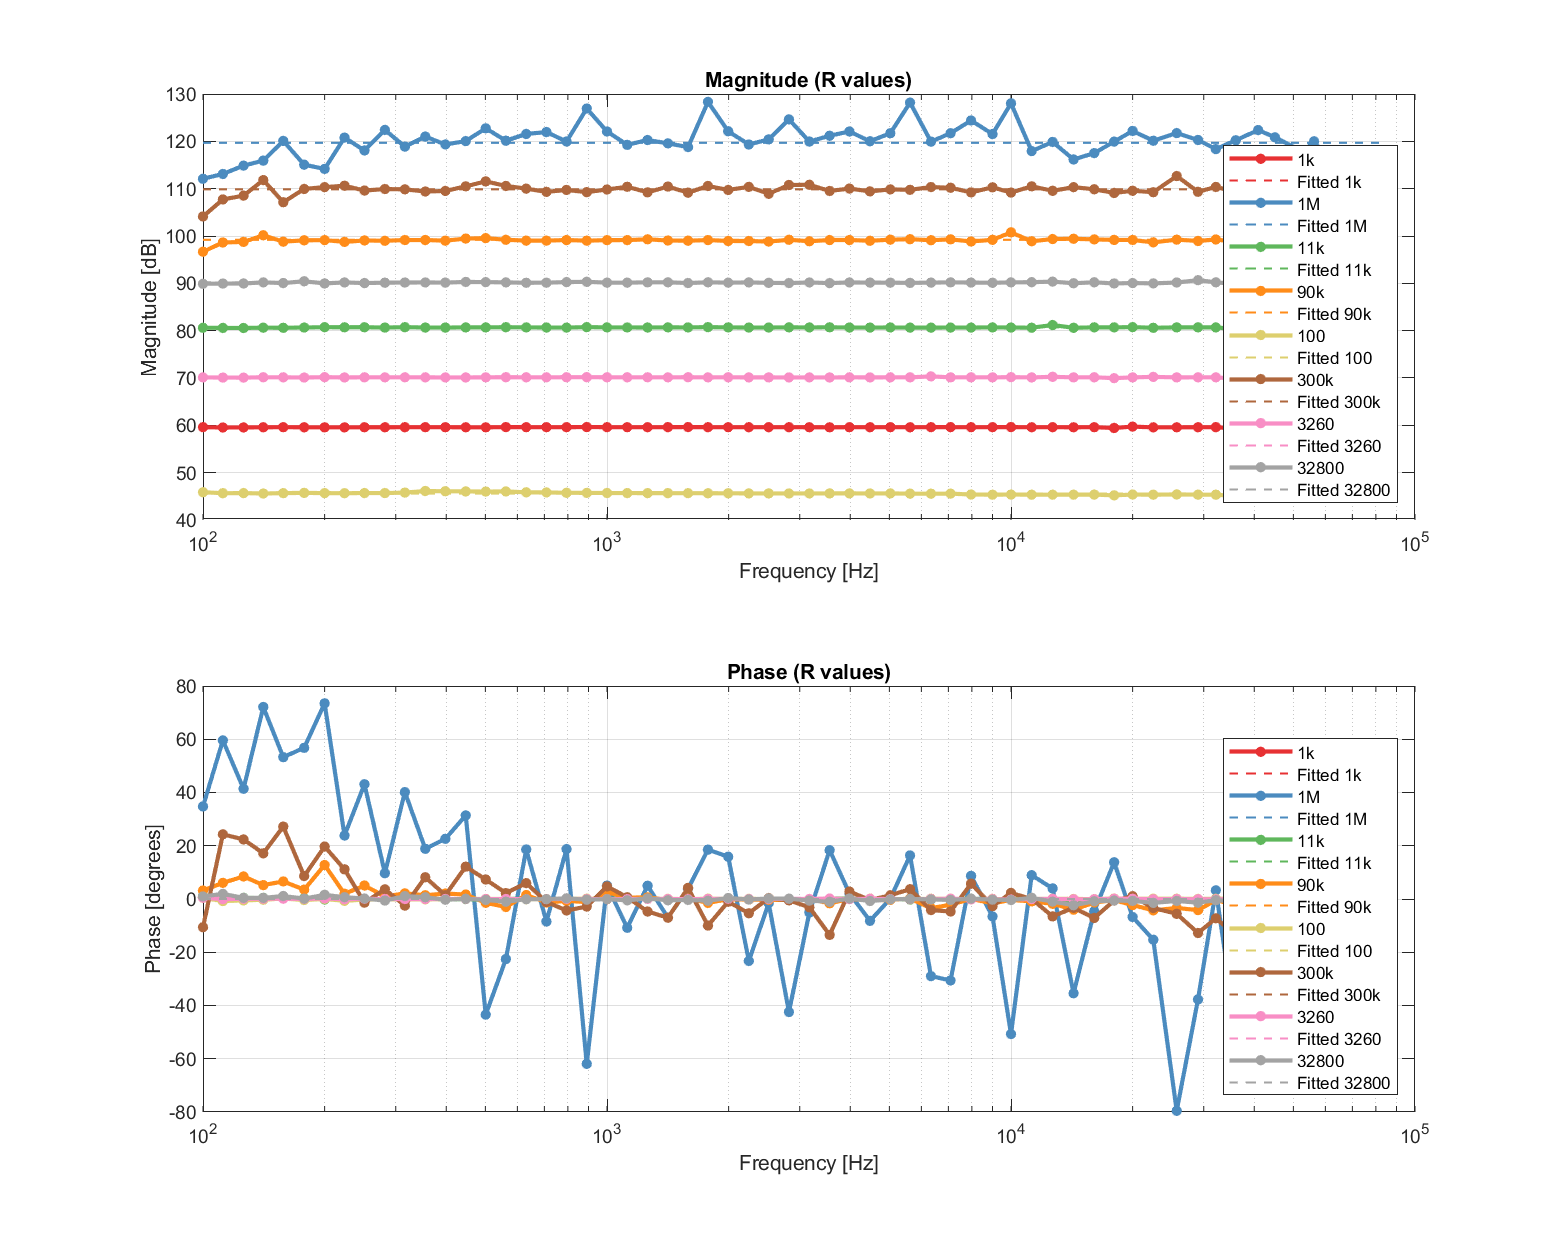 Magnitude (R values)
Magnitude [dB]
130
120
110
100
90
80
70
60
50
40
10^2
10^3
10^4
10^5
Frequency [Hz]
1k
Fitted 1k
1M
Fitted 1M
11k
Fitted 11k
90k
Fitted 90k
100
Fitted 100
300k
Fitted 300k
3260
Fitted 3260
32800
Fitted 32800
Phase (R values)
Phase [degrees]
80
60
40
20
0
-20
-40
-60
-80
10^2
10^3
10^4
10^5
Frequency [Hz]
1k
Fitted 1k
1M
Fitted 1M
11k
Fitted 11k
90k
Fitted 90k
100
Fitted 100
300k
Fitted 300k
3260
Fitted 3260
32800
Fitted 32800